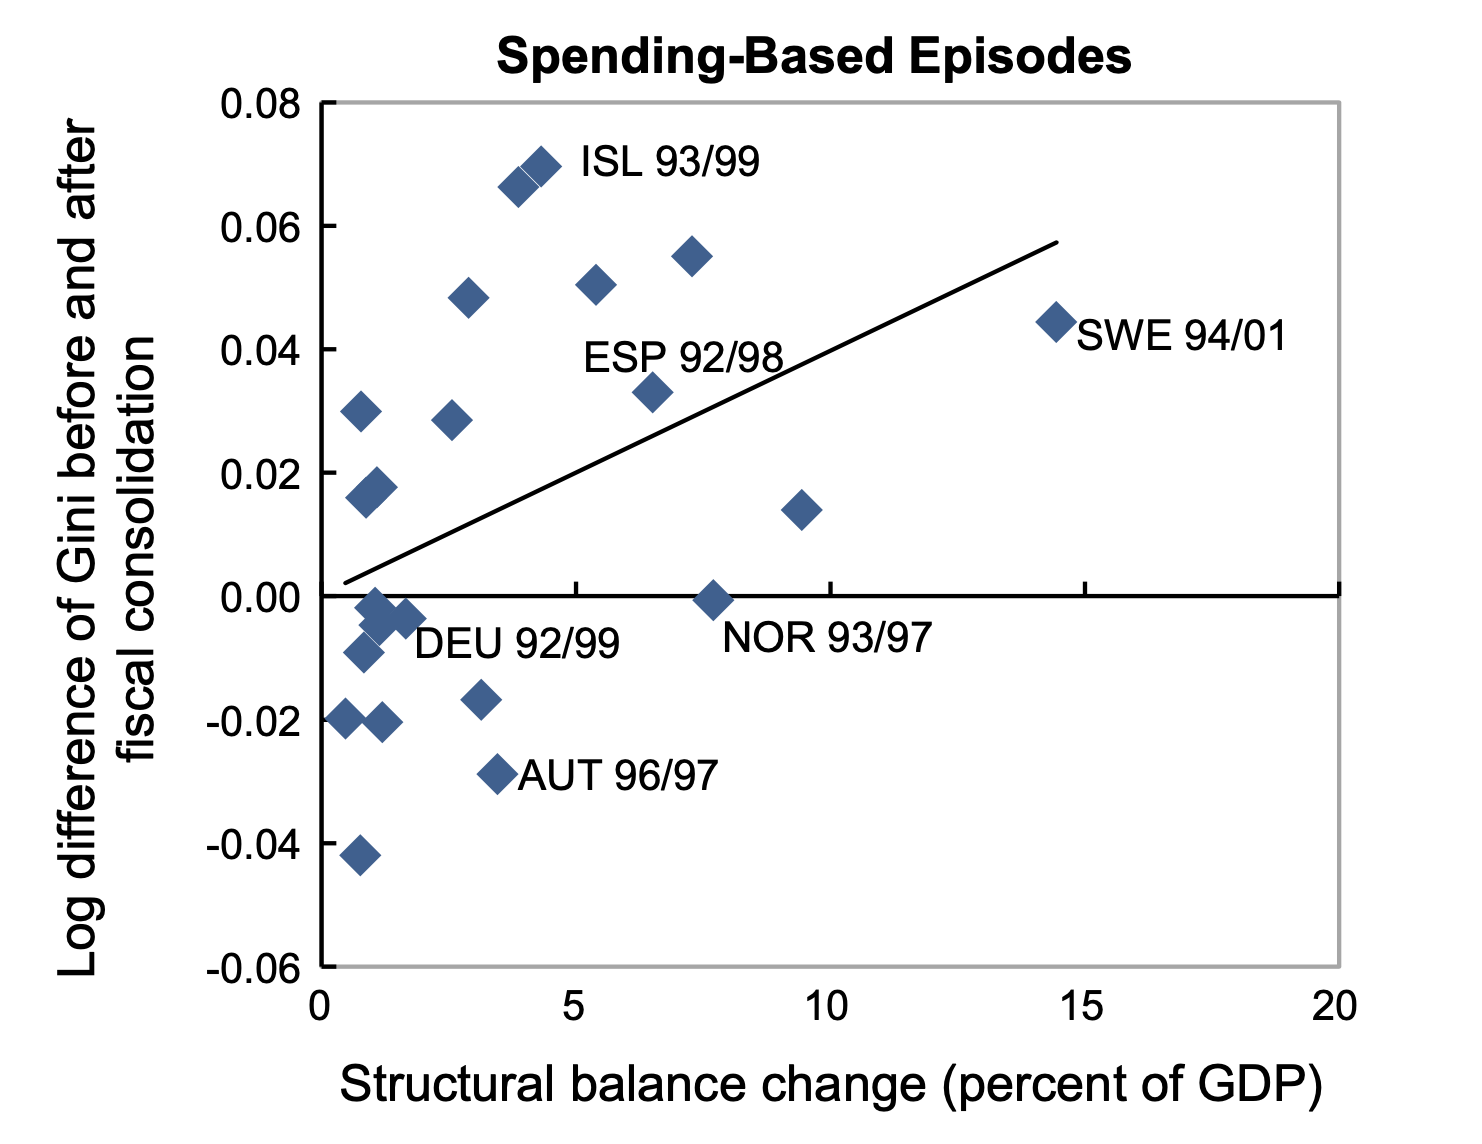 Spending-Based Episodes
Log difference of Gini before and after
fiscal consolidation
0.08
0.06
0.04
0.02
0.00
-0.02
-0.04
-0.06
ISL 93/99
ESP 92/98
SWE 94/01
DEU 92/99
NOR 93/97
AUT 96/97
0 5 10 15 20
Structural balance change (percent of GDP)